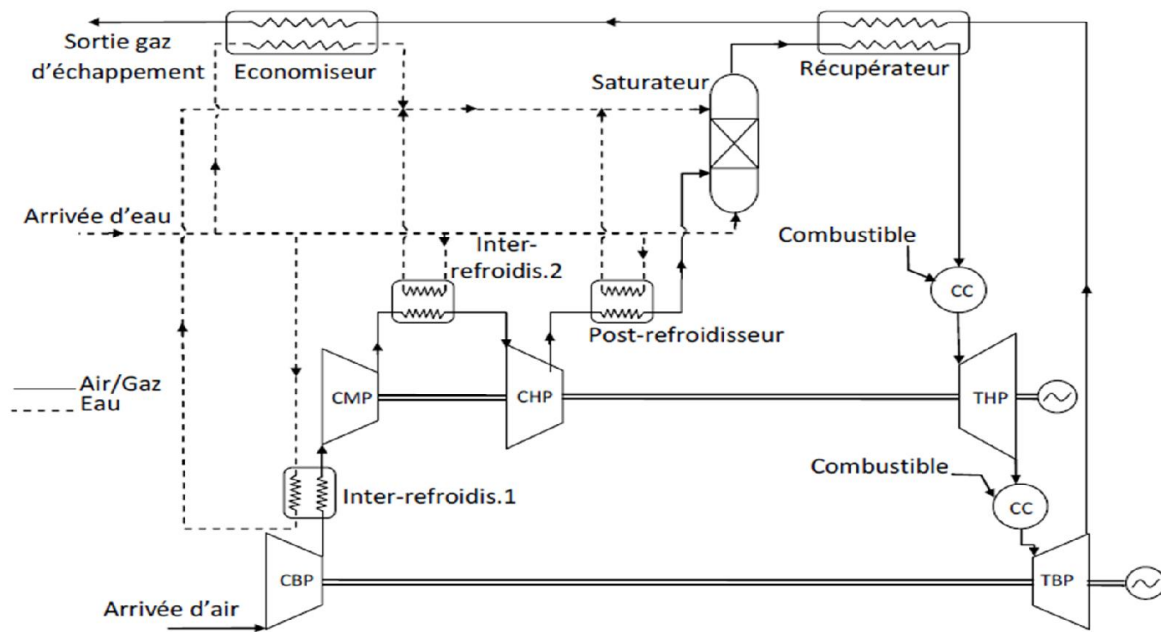 Sortie gaz
d'échappement
Economiseur
Saturateur
Récupérateur
Arrivée d'eau
Inter-
refroidis.2
Combustible
CC
Post-refroidisseur
Air/Gaz
Eau
CMP
CHP
THP
Combustible
Inter-refroidis.1
CC
CBP
TBP
Arrivée d'air